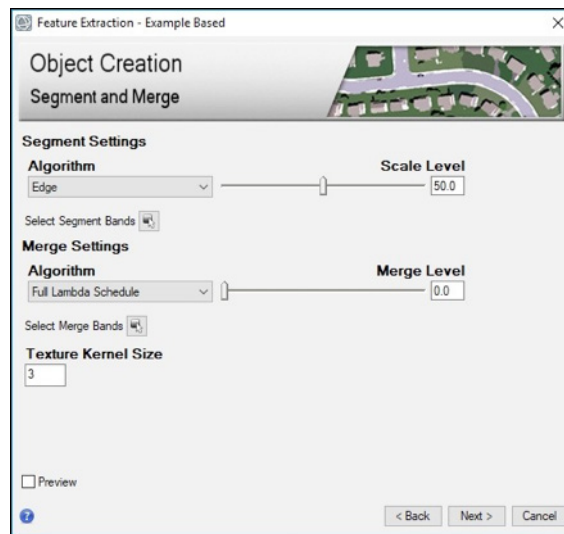 Feature Extraction - Example Based
Object Creation
Segment and Merge
Segment Settings
Algorithm Scale Level
Edge 50.0
Select Segment Bands
Merge Settings
Algorithm Merge Level
Full Lambda Schedule 0.0
Select Merge Bands
Texture Kernel Size
3
Preview
? < Back Next > Cancel